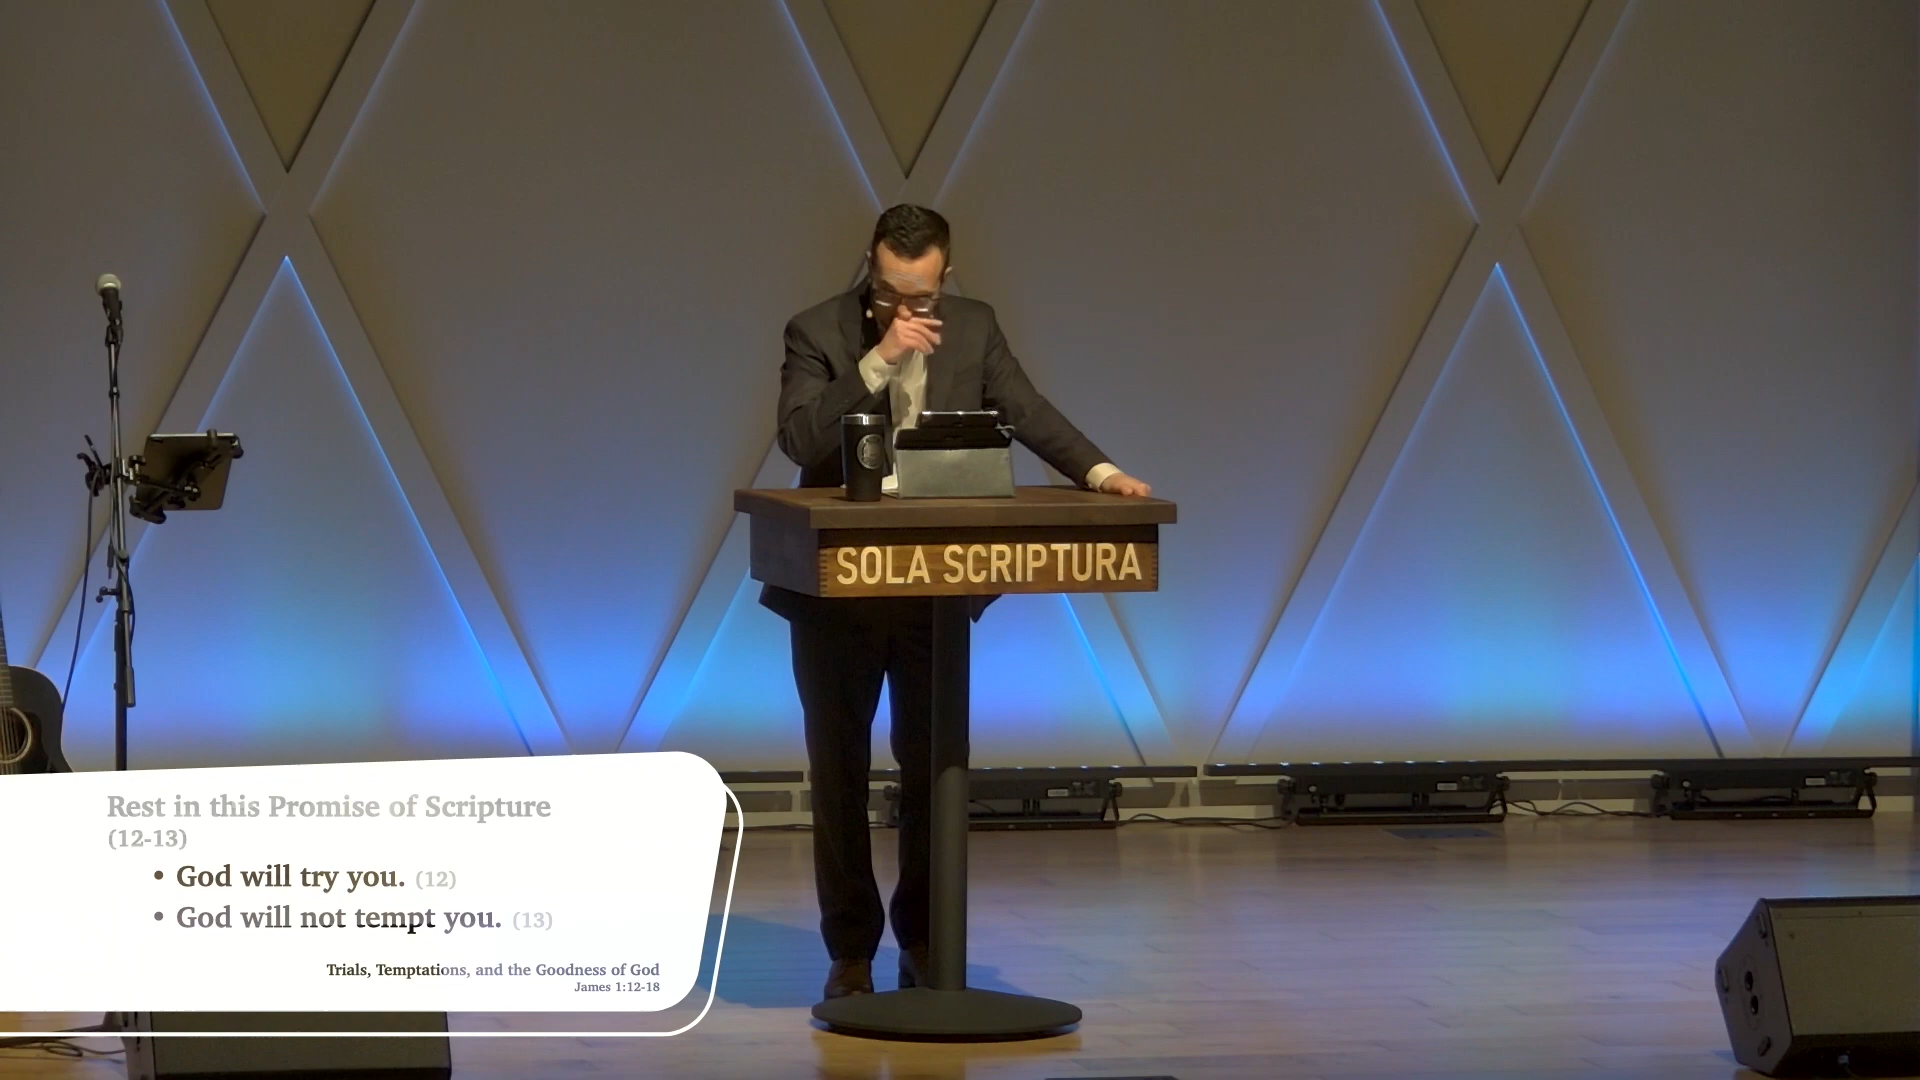 SOLA SCRIPTURA
Rest in this Promise of Scripture
(12-13)
• God will try you. (12)
• God will not tempt you. (13)
Trials, Temptations, and the Goodness of God
James 1:12-18